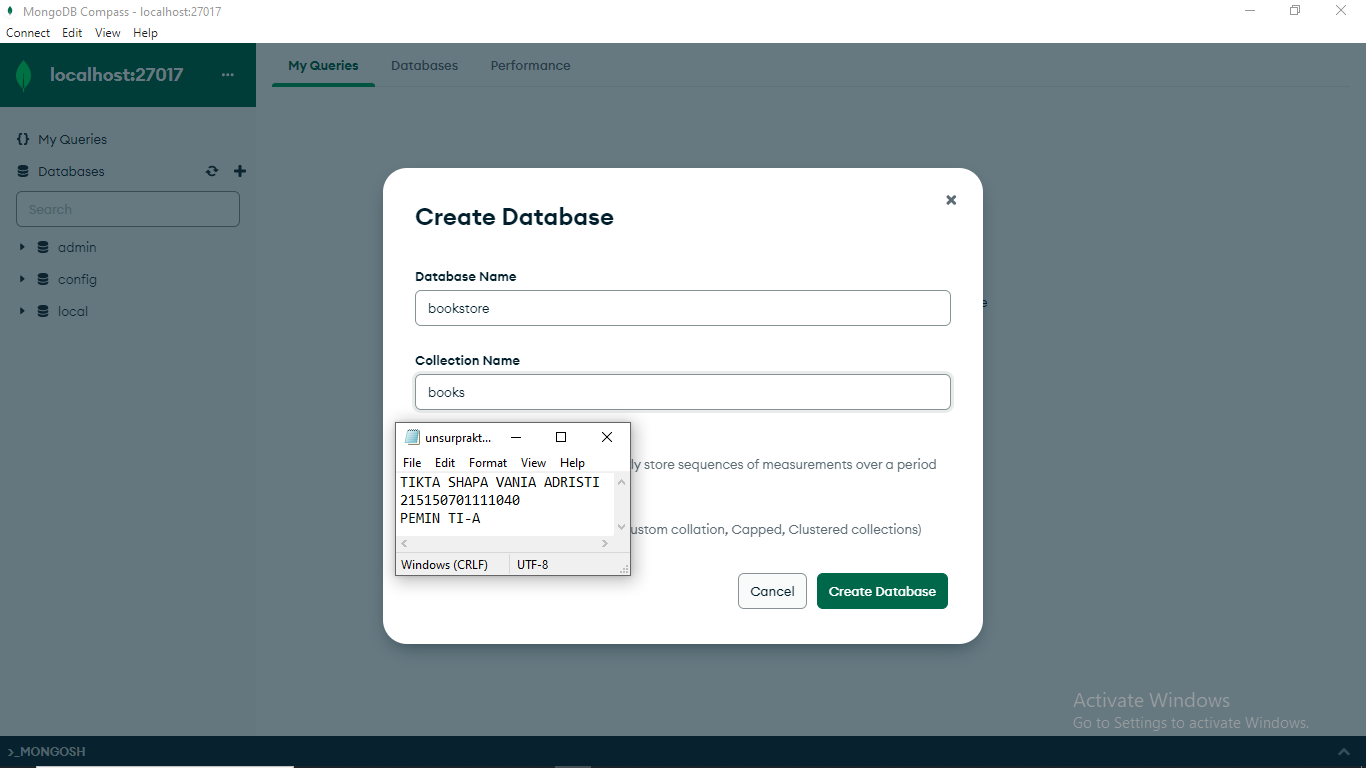 MongoDB Compass - localhost:27017
Connect Edit View Help
localhost:27017
My Queries Databases Performance
{} My Queries
Databases
Search
admin
config
local
Create Database
Database Name
bookstore
Collection Name
books
unsurprakt...
File Edit Format View Help
TIKTA SHAPA VANIA ADRISTI
215150701111040
PEMIN TI-A
Windows (CRLF) UTF-8
store sequences of measurements over a period
collation, Capped, Clustered collections)
Cancel Create Database
Activate Windows
Go to Settings to activate Windows.
>_MONGOSH